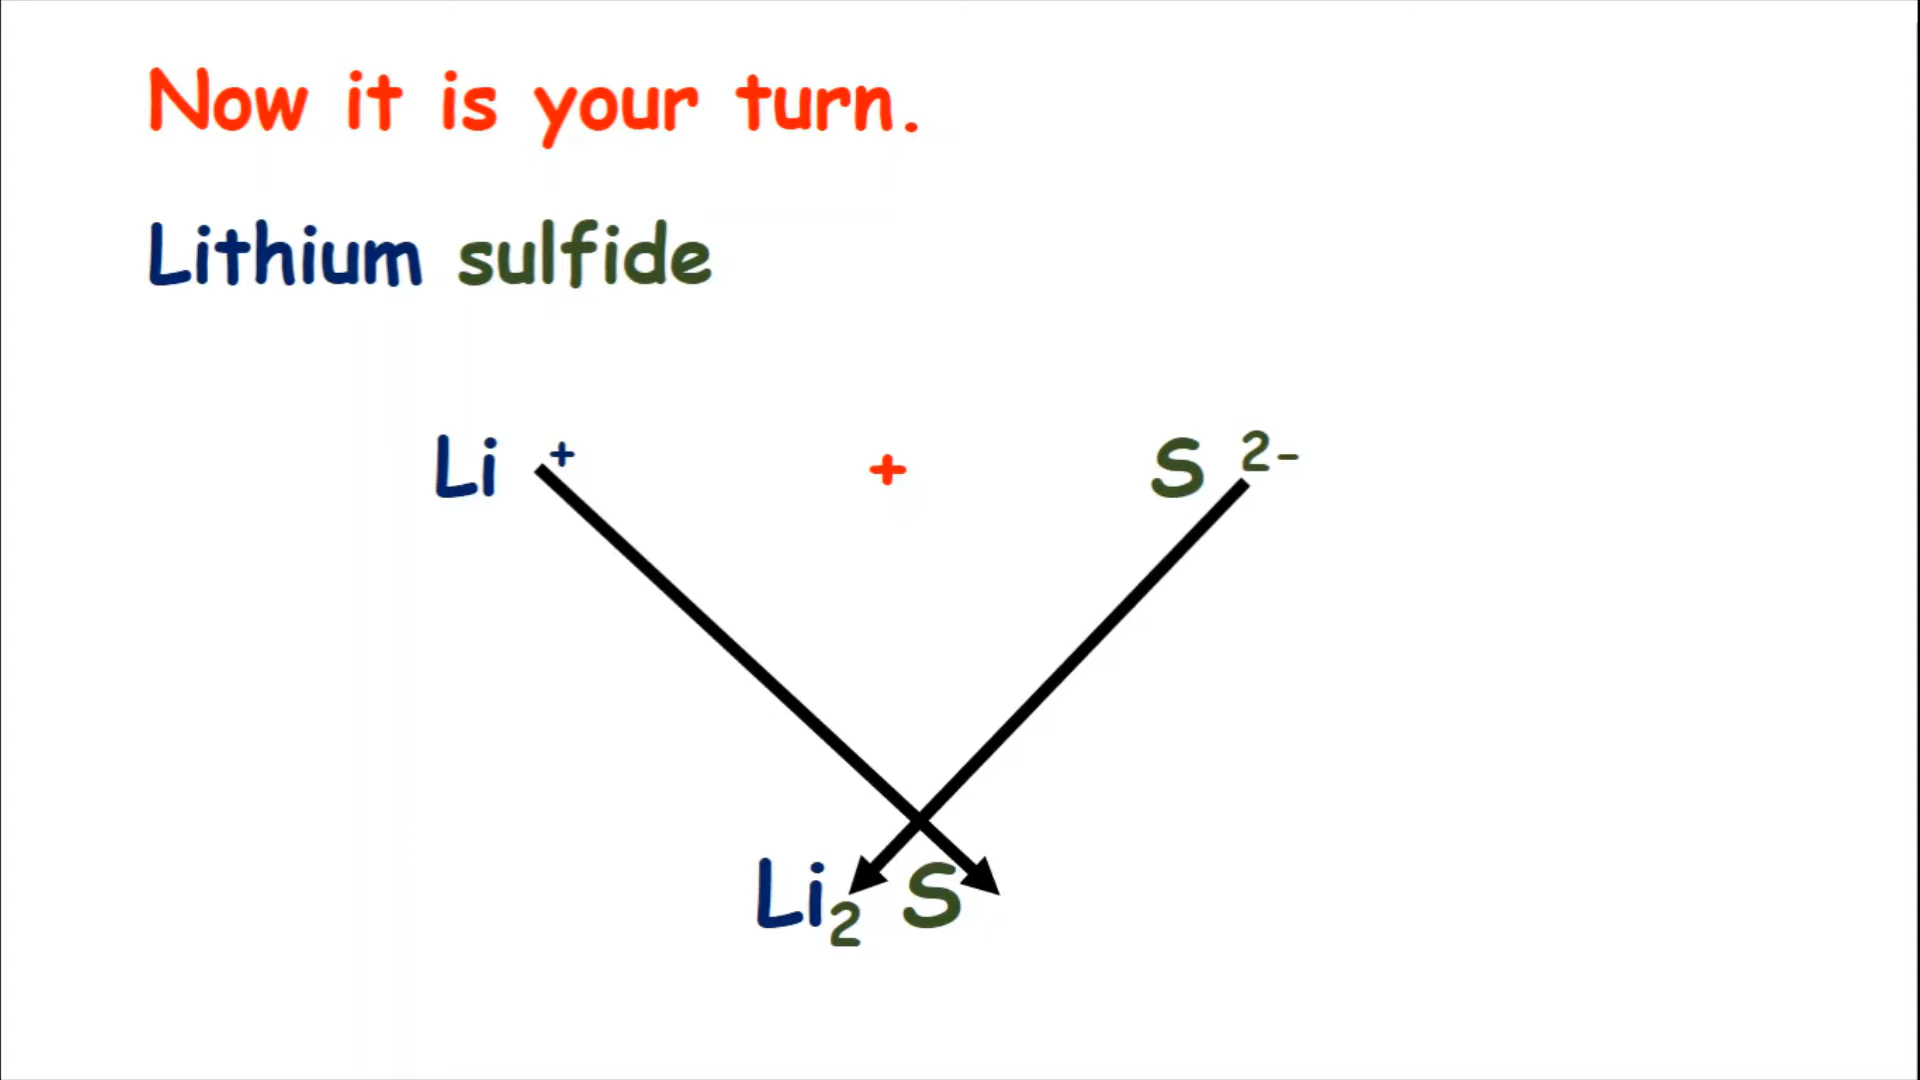 Now it is your turn.
Lithium sulfide
Li + + S 2-
Li2 S